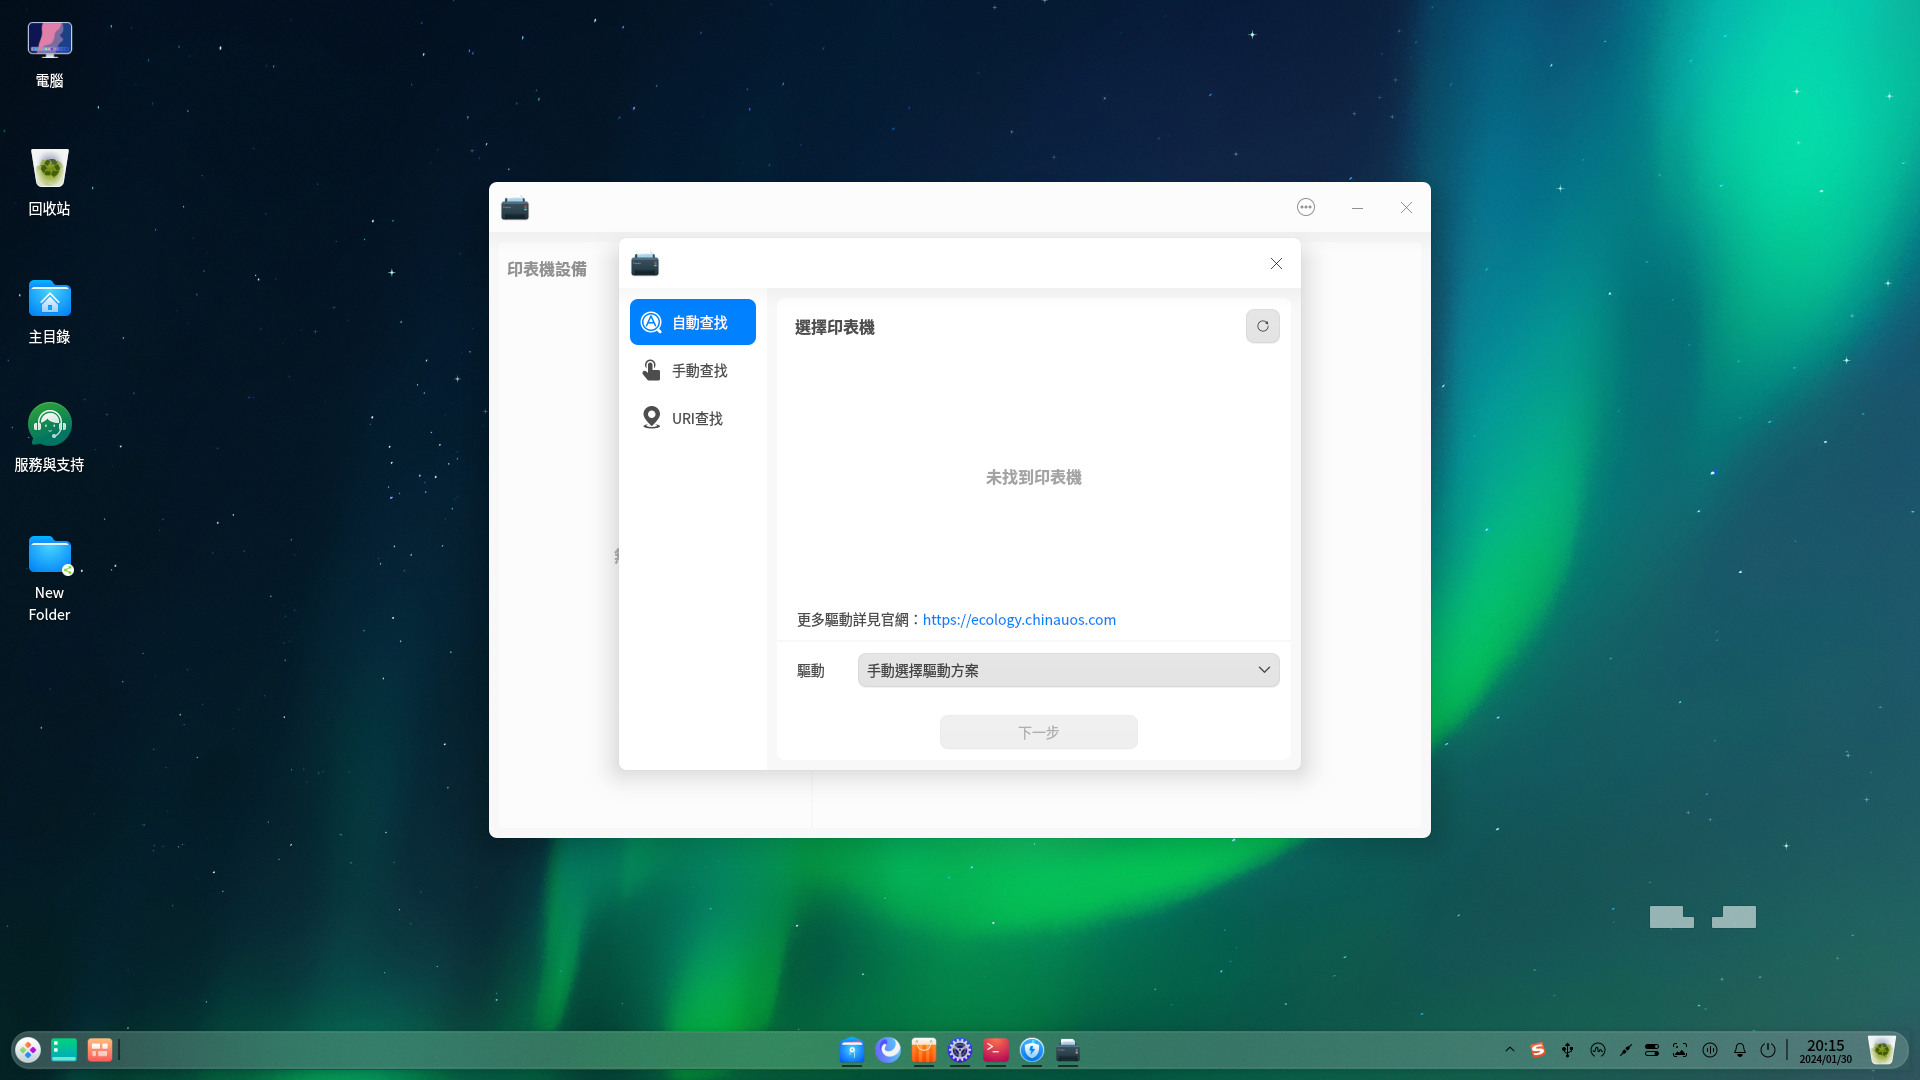 電腦
回收站
主目錄
服務與支持
New
Folder
印表機設備
自動查找
手動查找
URI查找
選擇印表機
未找到印表機
更多驅動詳見官網：https://ecology.chinauos.com
驅動
手動選擇驅動方案
下一步
20:15
2024/01/30